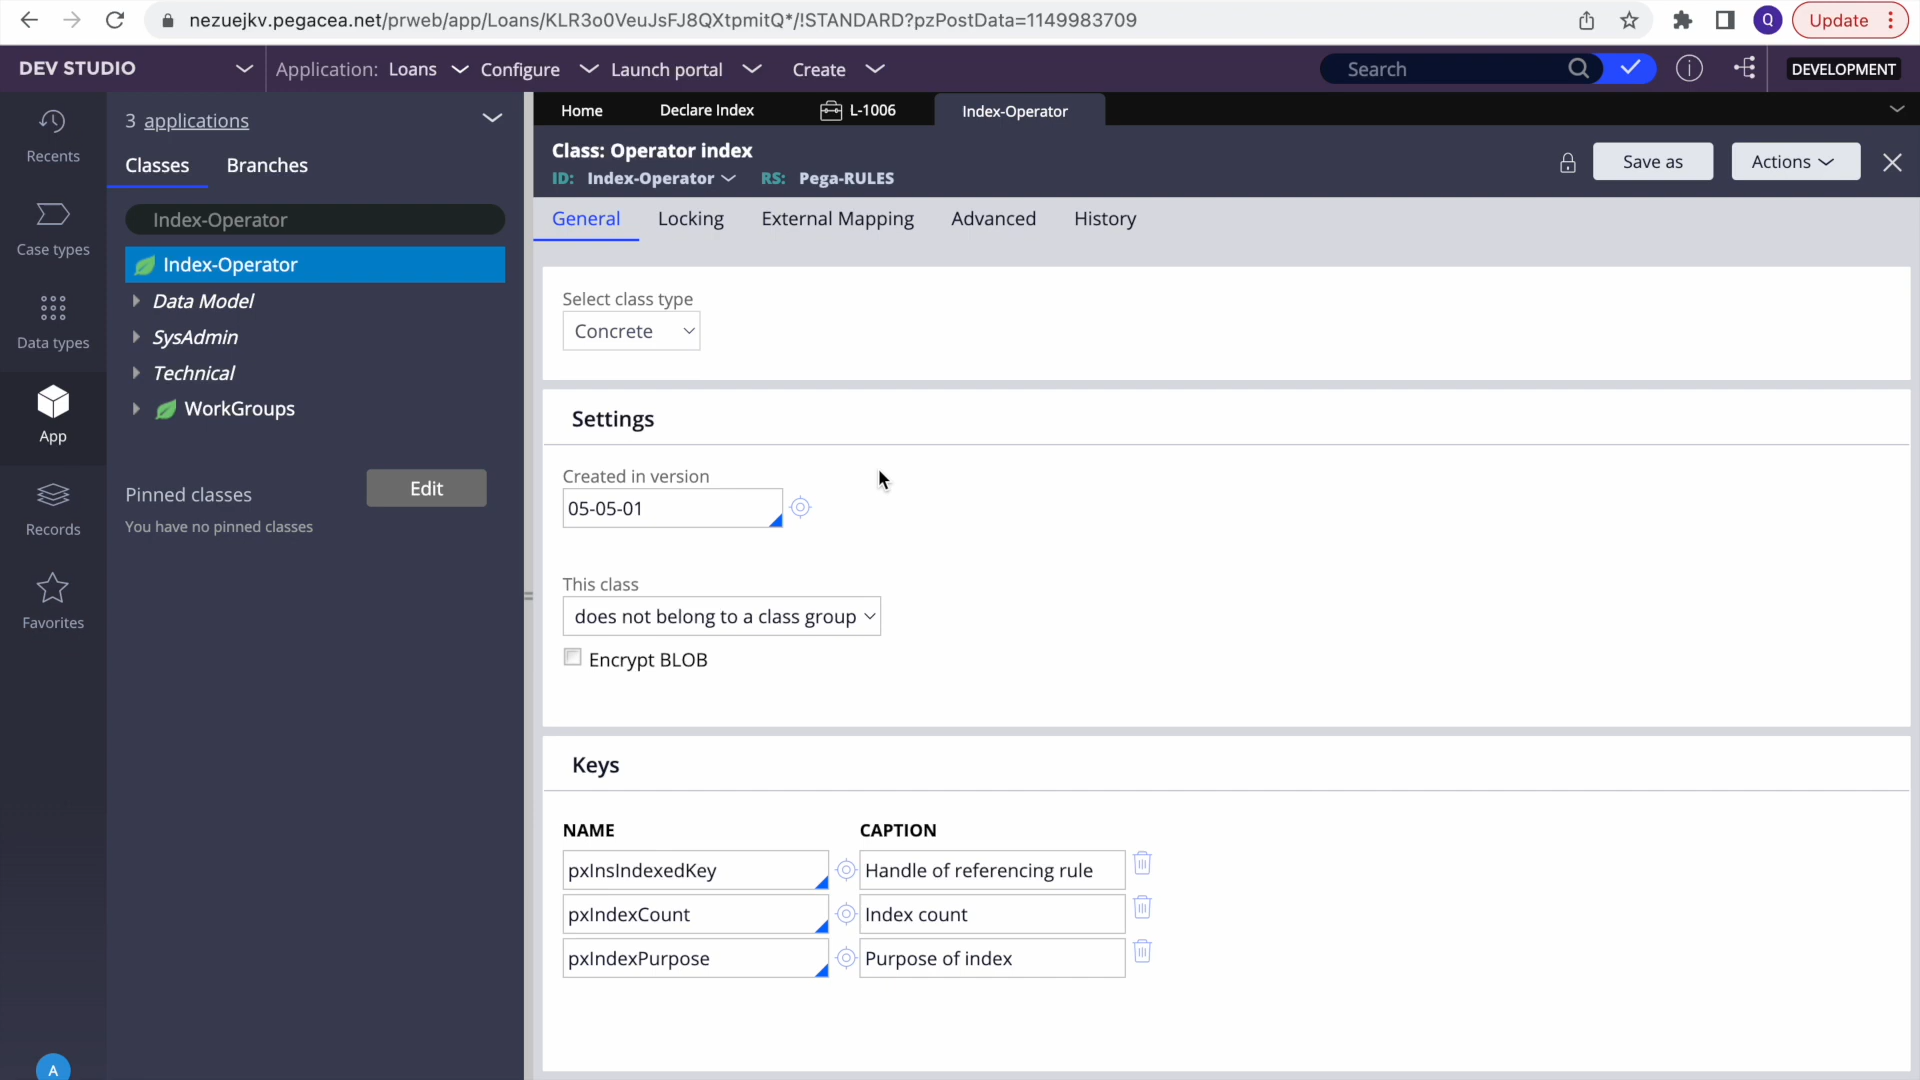 nezuejkv.pegacea.net/prweb/app/Loans/KLR3o0VeuJsFJ8QXtpmitQ*/!STANDARD?pzPostData=1149983709
Q
Update
DEV STUDIO
Application: Loans
Configure
Launch portal
Create
Search
DEVELOPMENT
Recents
Case types
Data types
App
Records
Favorites
A
3 applications
Classes
Branches
Index-Operator
Index-Operator
Data Model
SysAdmin
Technical
WorkGroups
Pinned classes
Edit
You have no pinned classes
Home
Declare Index
L-1006
Index-Operator
Class: Operator index
ID: Index-Operator
RS: Pega-RULES
Save as
Actions
General
Locking
External Mapping
Advanced
History
Select class type
Concrete
Settings
Created in version
05-05-01
This class
does not belong to a class group
Encrypt BLOB
Keys
NAME
CAPTION
pxInsIndexedKey
Handle of referencing rule
pxIndexCount
Index count
pxIndexPurpose
Purpose of index